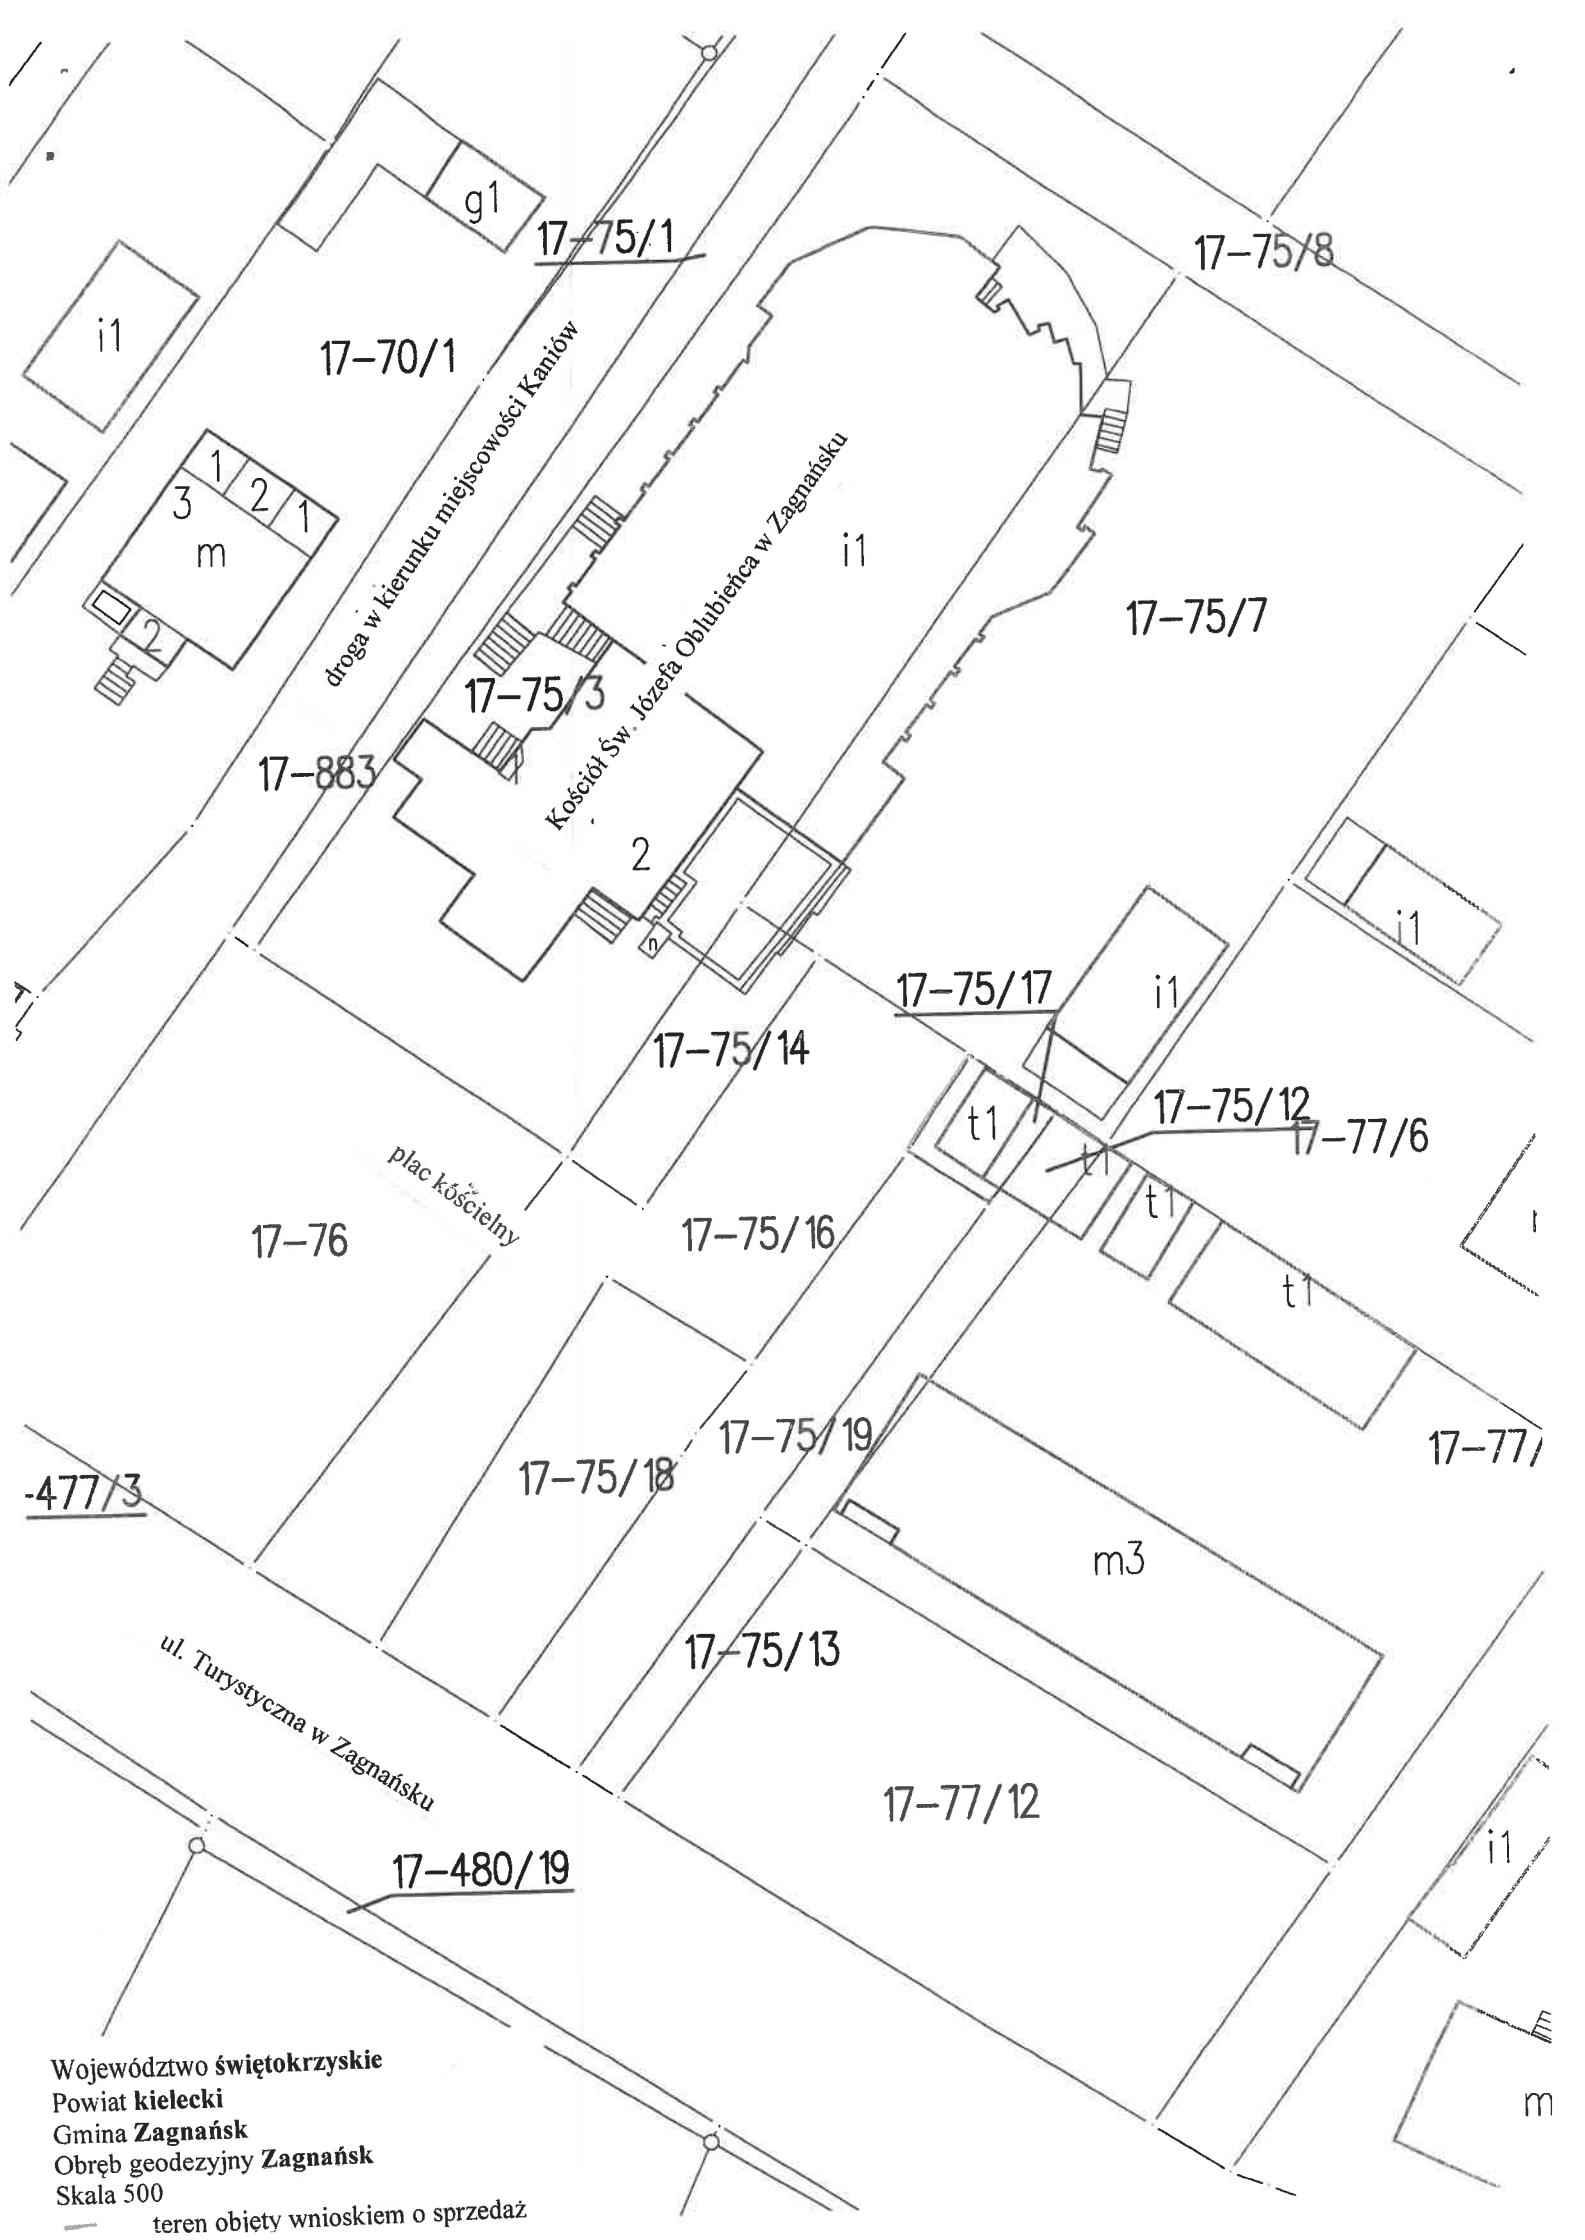 g1
17-75/1
17-75/8
i1
17-70/1
droga w kierunku miejscowości Kaniów
1
2
1
3
m
2
i1
Kościół Św. Józefa Oblubieńca w Zagnańsku
17-75/7
17-75/3
1
17-883
2
n
i1
17-75/17
i1
17-75/14
17-75/12
17-77/6
t1
t1
t1
t1
plac kościelny
17-76
17-75/16
17-75/19
17-75/18
17-77/
-477/3
m3
17-75/13
ul. Turystyczna w Zagnańsku
17-77/12
i1
17-480/19
m
Województwo świętokrzyskie
Powiat kielecki
Gmina Zagnańsk
Obręb geodezyjny Zagnańsk
Skala 500
teren objęty wnioskiem o sprzedaż